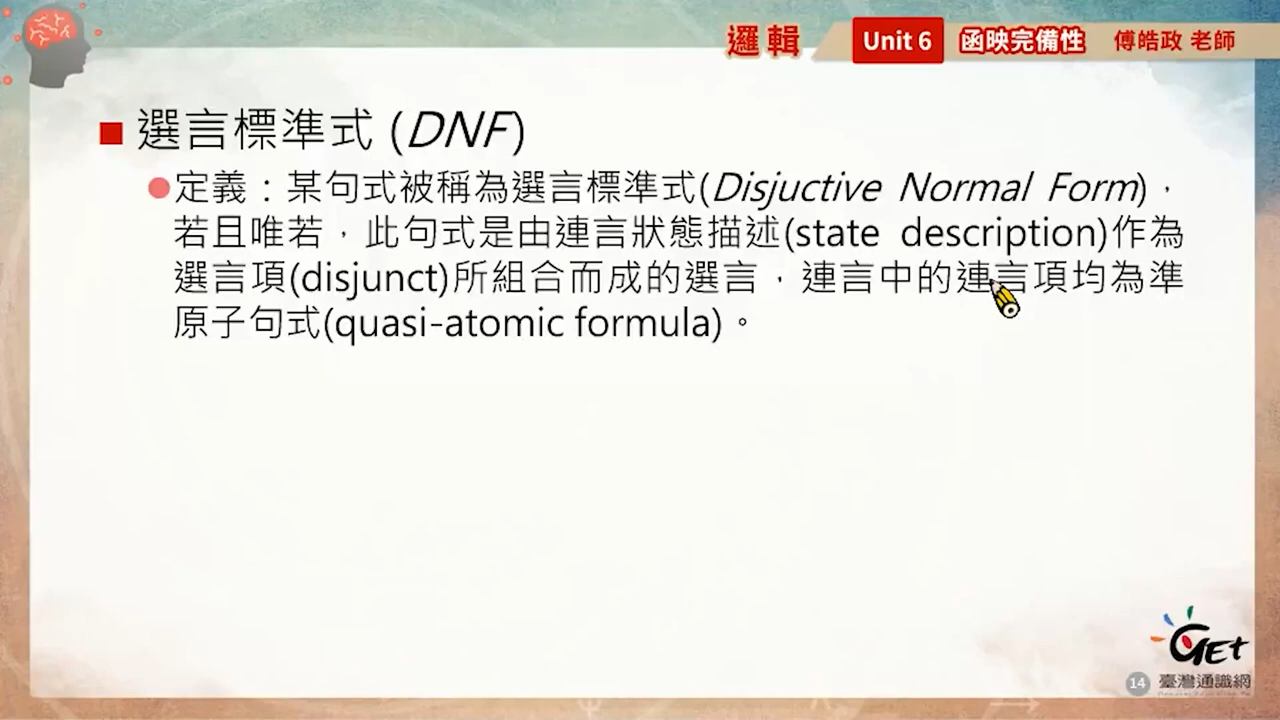 邏輯 Unit 6 函映完備性 傅皓政 老師
選言標準式 (DNF)
定義：某句式被稱為選言標準式(Disjuctive Normal Form)，
若且唯若，此句式是由連言狀態描述(state description)作為
選言項(disjunct)所組合而成的選言，連言中的連言項均為準
原子句式(quasi-atomic formula)。
GET
14 臺灣通識網